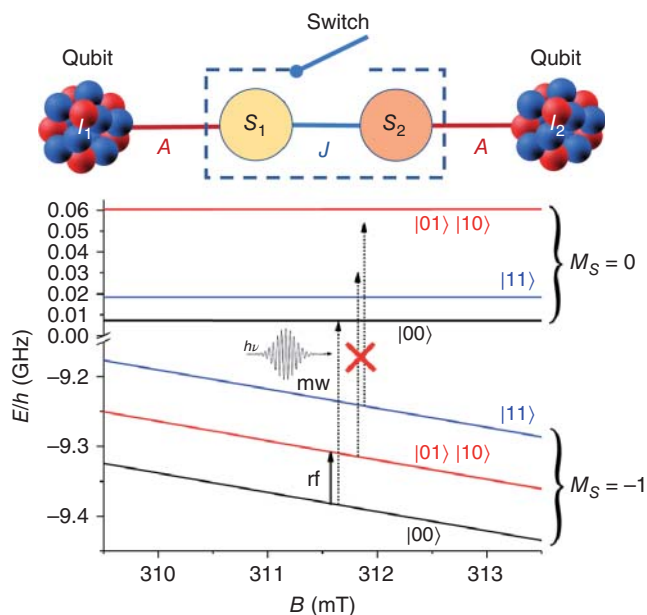 Switch
Qubit
Qubit
I1
S1
S2
I2
A
J
A
0.06
0.05
0.04
0.03
0.02
0.01
0.00
−9.2
−9.3
−9.4
E/h (GHz)
|01⟩ |10⟩
|11⟩
|00⟩
MS = 0
hν
mw
rf
|11⟩
|01⟩ |10⟩
|00⟩
MS = −1
310 311 312 313
B (mT)